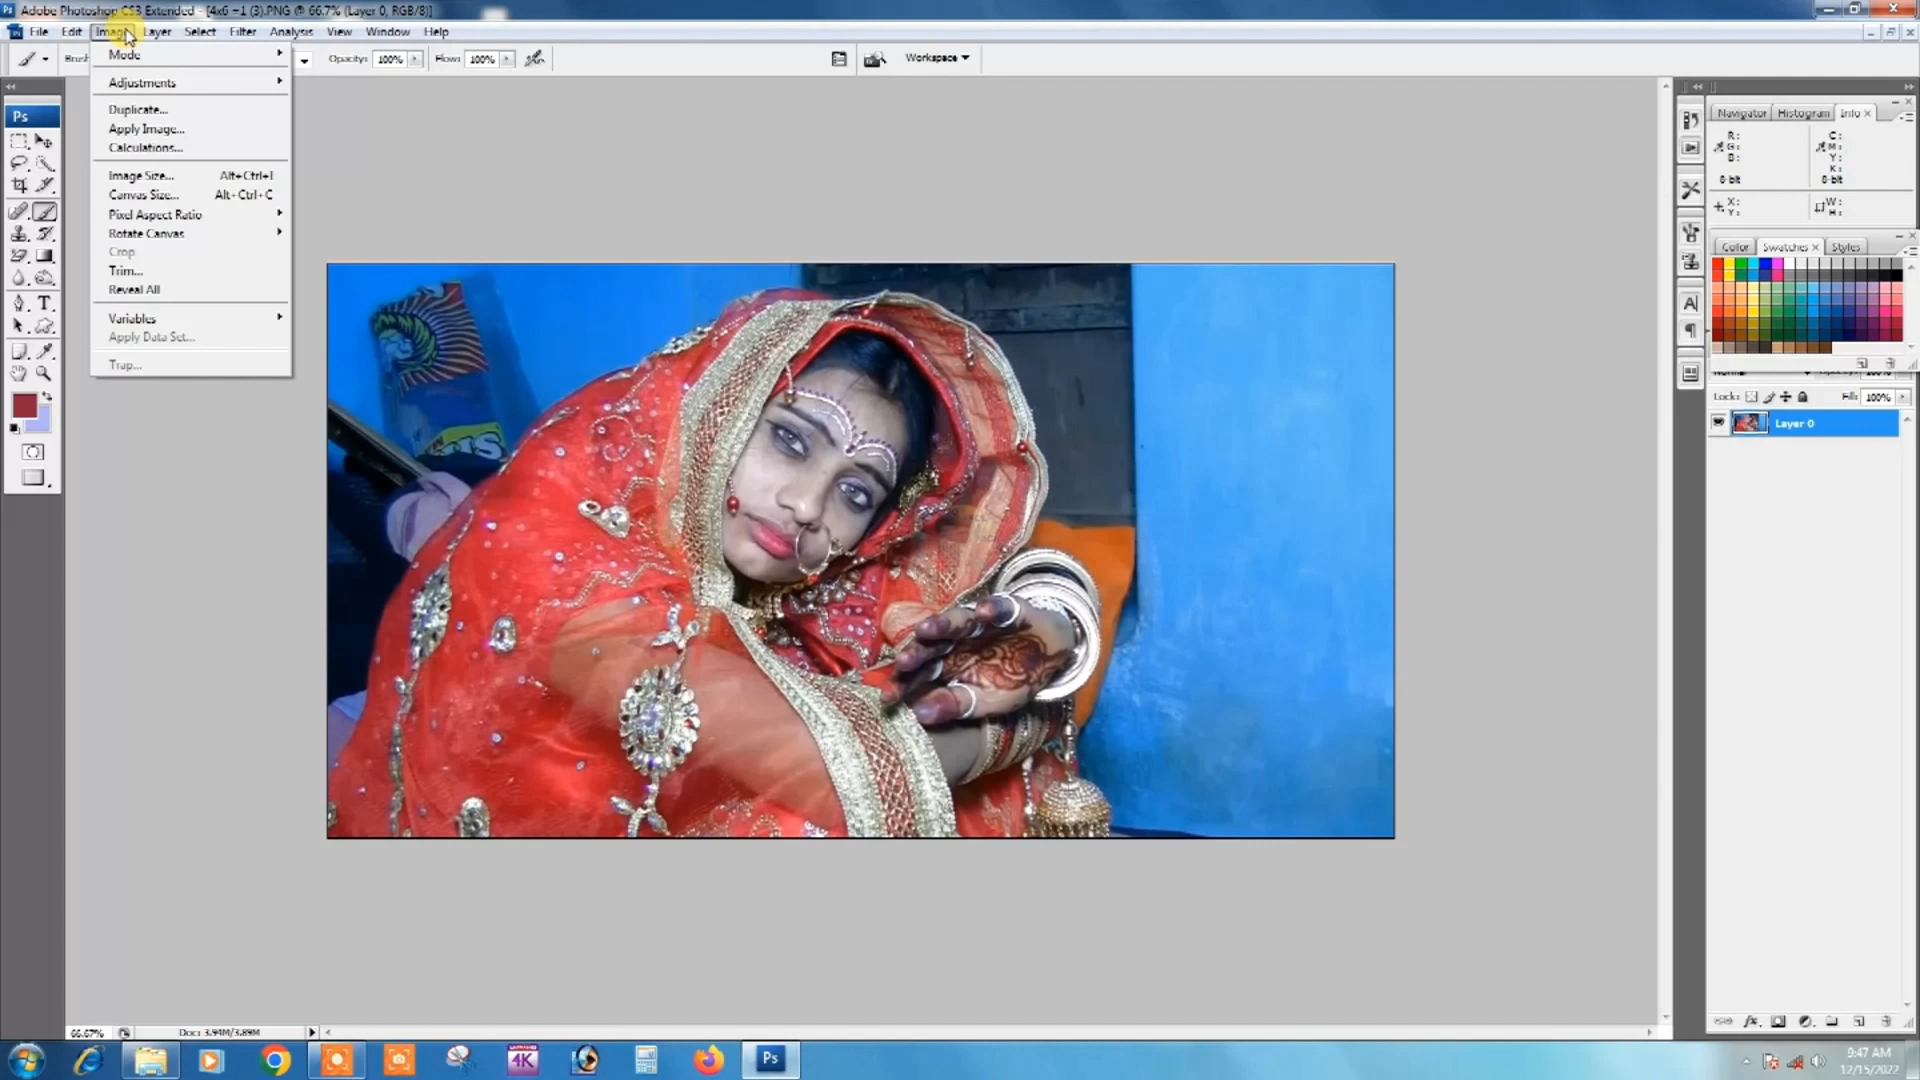 Adobe Photoshop CS3 Extended - [4x6 =1 (3).PNG @ 66.7% (Layer 0, RGB/8)]
File Edit Image Layer Select Filter Analysis View Window Help
Opacity: 100% Flow: 100% Workspace
Mode
Adjustments
Duplicate...
Apply Image...
Calculations...
Image Size... Alt+Ctrl+I
Canvas Size... Alt+Ctrl+C
Pixel Aspect Ratio
Rotate Canvas
Crop
Trim...
Reveal All
Variables
Apply Data Set...
Trap...
Ps
Navigator Histogram Info
R: C:
G: M:
B: Y:
K:
8-bit 8-bit
X: W:
Y: H:
Color Swatches Styles
Lock: Fill: 100%
Layer 0
66.67% Doc: 3.94M/3.89M
4K Ps
9:47 AM
12/15/2022